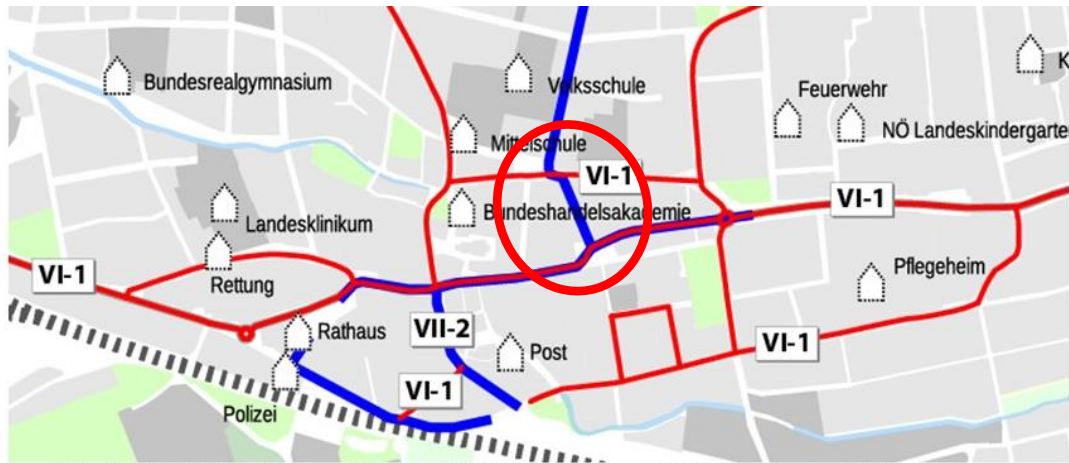 Bundesrealgymnasium
Volksschule
Feuerwehr
K
Mittelschule
NÖ Landeskindergarten
VI-1
VI-1
Landesklinikum
Bundeshandelsakademie
VI-1
Rettung
Pflegeheim
Rathaus
VII-2
Post
VI-1
VI-1
Polizei